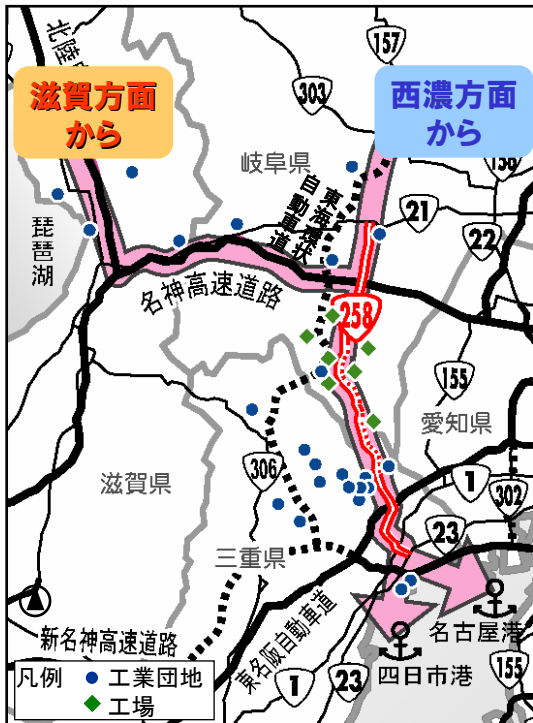 北陸
157
滋賀方面
から
西濃方面
から
303
岐阜県
東海環状
自動車道
21
22
琵琶湖
名神高速道路
258
155
愛知県
306
滋賀県
1
302
23
三重県
東名阪自動車道
名古屋港
新名神高速道路
四日市港
凡例
工業団地
工場
1
23
155